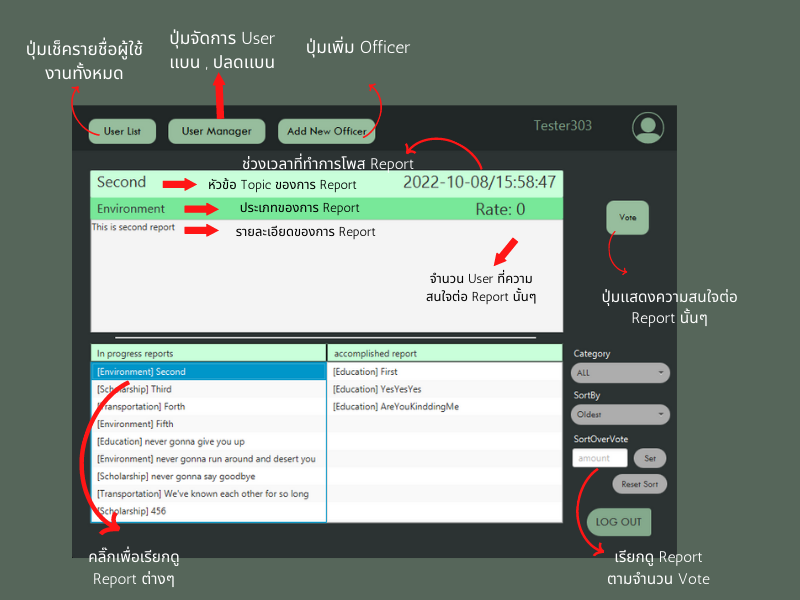 ปุ่มเช็ครายชื่อผู้ใช้
งานทั้งหมด
ปุ่มจัดการ User
แบน , ปลดแบน
ปุ่มเพิ่ม Officer
User List
User Manager
Add New Officer
Tester303
ช่วงเวลาที่ทำการโพส Report
Second
หัวข้อ Topic ของการ Report
2022-10-08/15:58:47
Environment
ประเภทของการ Report
Rate: 0
This is second report
รายละเอียดของการ Report
Vote
จำนวน User ที่ความ
สนใจต่อ Report นั้นๆ
ปุ่มแสดงความสนใจต่อ
Report นั้นๆ
In progress reports
[Environment] Second
[Scholarship] Third
[Transportation] Forth
[Environment] Fifth
[Education] never gonna give you up
[Environment] never gonna run around and desert you
[Scholarship] never gonna say goodbye
[Transportation] We've known each other for so long
[Scholarship] 456
accomplished report
[Education] First
[Education] YesYesYes
[Education] AreYouKinddingMe
Category
ALL
SortBy
Oldest
SortOverVote
amount
Set
Reset Sort
LOG OUT
คลิ๊กเพื่อเรียกดู
Report ต่างๆ
เรียกดู Report
ตามจำนวน Vote